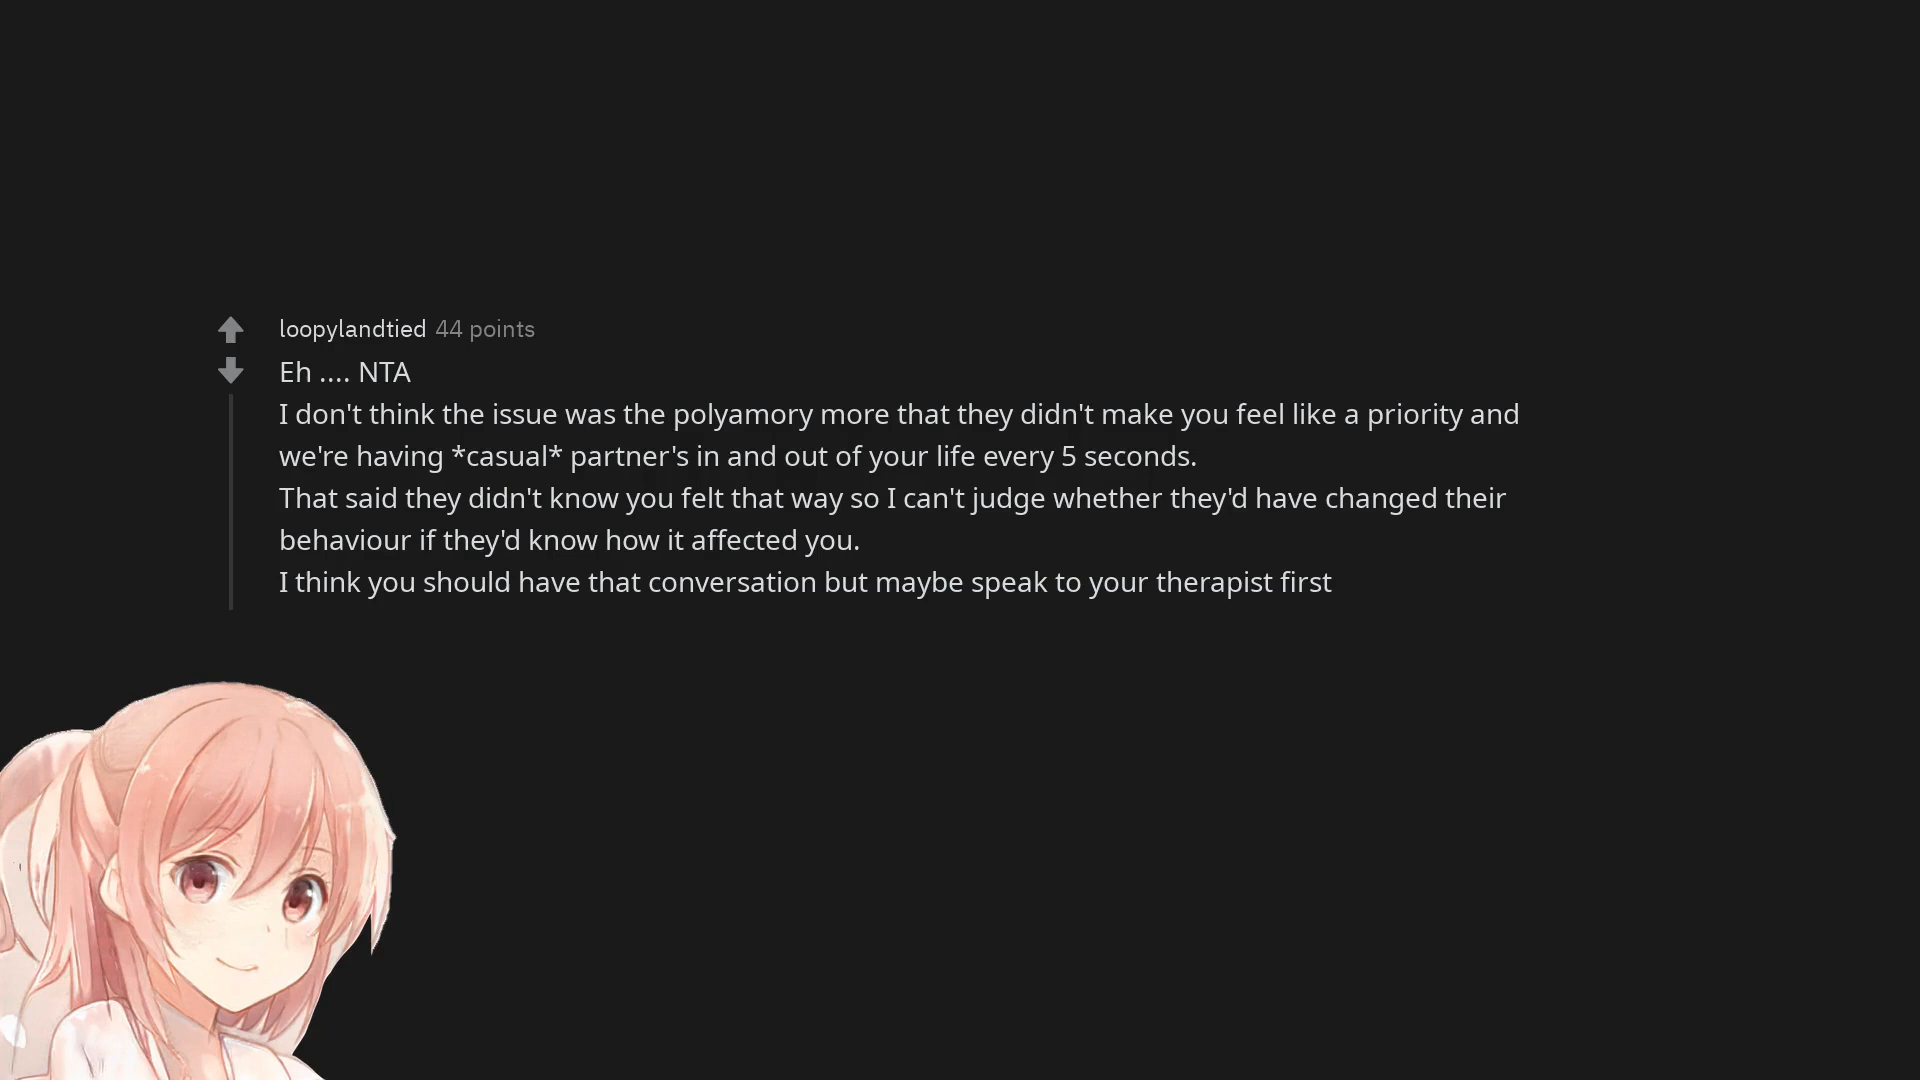 loopylandtied 44 points
Eh .... NTA
I don't think the issue was the polyamory more that they didn't make you feel like a priority and
we're having *casual* partner's in and out of your life every 5 seconds.
That said they didn't know you felt that way so I can't judge whether they'd have changed their
behaviour if they'd know how it affected you.
I think you should have that conversation but maybe speak to your therapist first